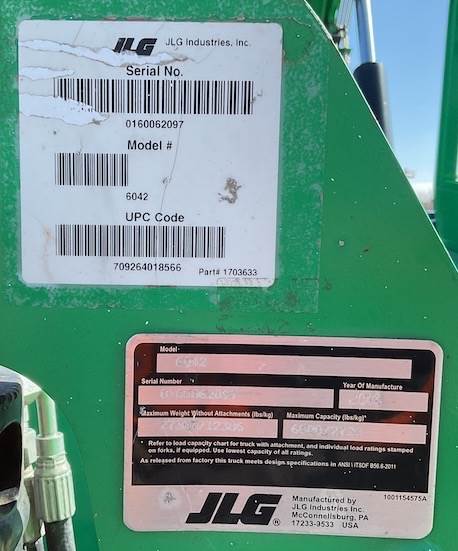 JLG JLG Industries, Inc.
Serial No.
0160062097
Model #
6042
UPC Code
709264018566 Part# 1703633
Model
6042
Serial Number Year Of Manufacture
Maximum Weight Without Attachments (lbs/kg) Maximum Capacity (lbs/kg)*
* Refer to load capacity chart for truck with attachment, and individual load ratings stamped
on forks, if equipped. Use lowest capacity of all ratings.
As released from factory this truck meets design specifications in ANSI \ ITSDF B56.6-2011
JLG ®
Manufactured by
JLG Industries Inc.
McConnellsburg, PA
17233-9533 USA
1001154575A